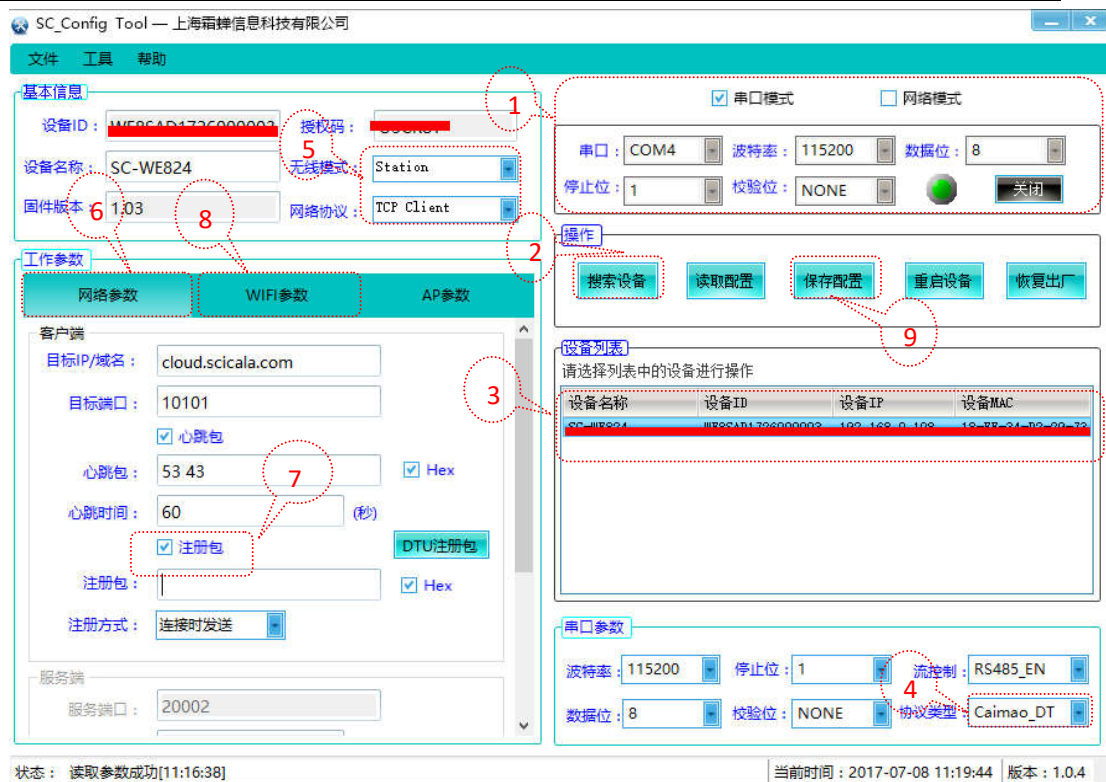 SC_Config Tool — 上海霜蝉信息科技有限公司
文件 工具 帮助
基本信息
设备ID：
授权码：
设备名称： SC-WE824
无线模式： Station
固件版本： 1.03
网络协议： TCP Client
5
6
8
工作参数
网络参数 WIFI参数 AP参数
客户端
目标IP/域名： cloud.scicala.com
目标端口： 10101
心跳包
心跳包： 53 43 Hex
心跳时间： 60 (秒)
7
注册包 DTU注册包
注册包： Hex
注册方式： 连接时发送
服务端
服务端口： 20002
1
串口模式 网络模式
串口： COM4 波特率： 115200 数据位： 8
停止位： 1 校验位： NONE 关闭
操作
2
搜索设备 读取配置 保存配置 重启设备 恢复出厂
9
设备列表
请选择列表中的设备进行操作
3
设备名称 设备ID 设备IP 设备MAC
串口参数
波特率： 115200 停止位： 1 流控制： RS485_EN
4
数据位： 8 校验位： NONE 协议类型： Caimao_DT
状态： 读取参数成功[11:16:38] 当前时间：2017-07-08 11:19:44 版本：1.0.4